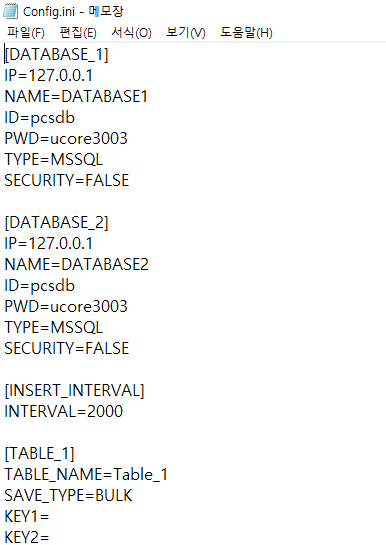 Config.ini - 메모장
파일(F) 편집(E) 서식(O) 보기(V) 도움말(H)
[DATABASE_1]
IP=127.0.0.1
NAME=DATABASE1
ID=pcsdb
PWD=ucore3003
TYPE=MSSQL
SECURITY=FALSE
[DATABASE_2]
IP=127.0.0.1
NAME=DATABASE2
ID=pcsdb
PWD=ucore3003
TYPE=MSSQL
SECURITY=FALSE
[INSERT_INTERVAL]
INTERVAL=2000
[TABLE_1]
TABLE_NAME=Table_1
SAVE_TYPE=BULK
KEY1=
KEY2=